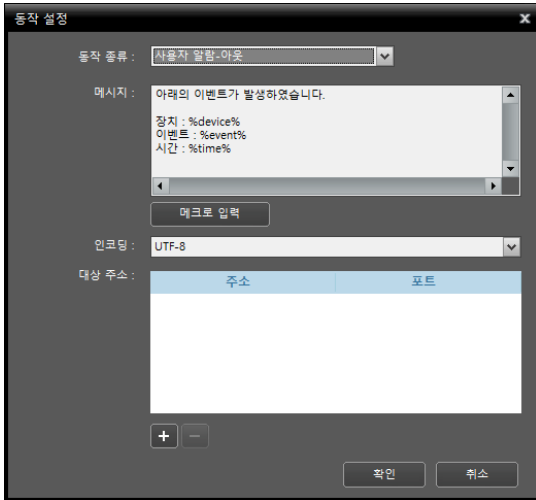 동작 설정
동작 종류 : 사용자 알람-아웃
메시지 : 아래의 이벤트가 발생하였습니다.
장치 : %device%
이벤트 : %event%
시간 : %time%
메크로 입력
인코딩 : UTF-8
대상 주소 : 주소 포트
확인 취소